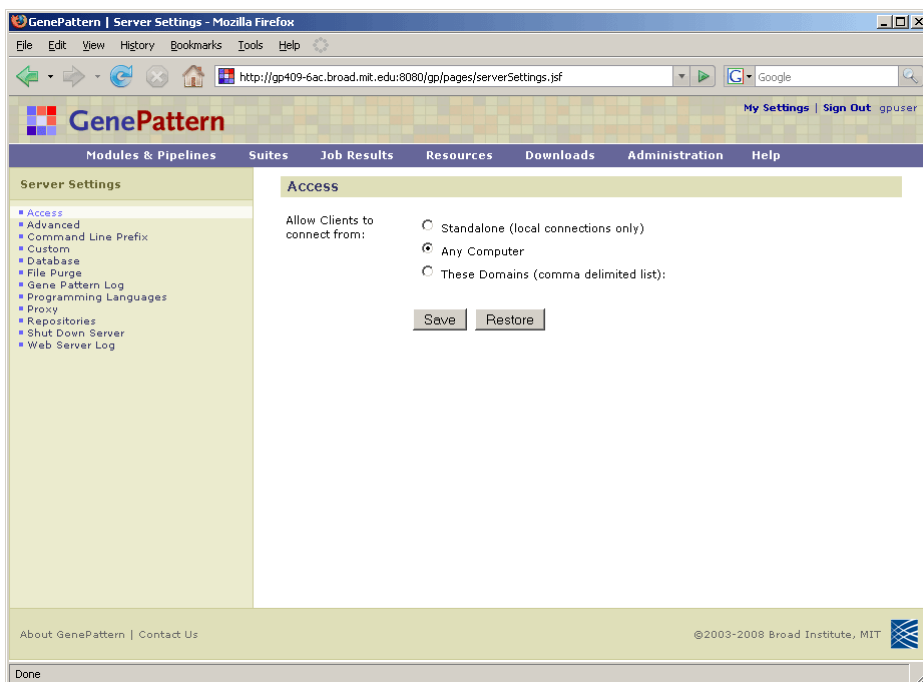 GenePattern | Server Settings - Mozilla Firefox
File Edit View History Bookmarks Tools Help
http://gp409-6ac.broad.mit.edu:8080/gp/pages/serverSettings.jsf
G Google
GenePattern
My Settings | Sign Out gpuser
Modules & Pipelines Suites Job Results Resources Downloads Administration Help
Server Settings
Access
Advanced
Command Line Prefix
Custom
Database
File Purge
Gene Pattern Log
Programming Languages
Proxy
Repositories
Shut Down Server
Web Server Log
Access
Allow Clients to
connect from:
Standalone (local connections only)
Any Computer
These Domains (comma delimited list):
Save Restore
About GenePattern | Contact Us
©2003-2008 Broad Institute, MIT
Done